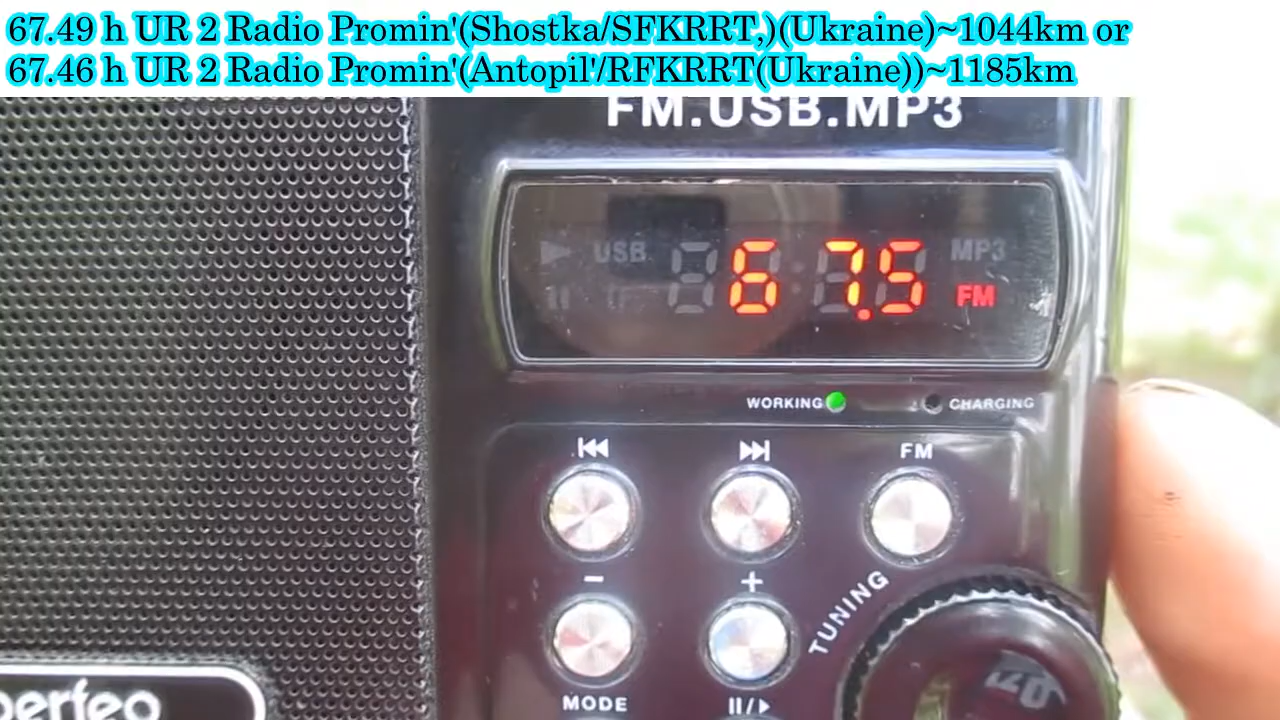 67.49 h UR 2 Radio Promin'(Shostka/SFKRRT,)(Ukraine)~1044km or
67.46 h UR 2 Radio Promin'(Antopil'/RFKRRT(Ukraine))~1185km
FM.USB.MP3
USB 67.5 MP3
FM
WORKING CHARGING
FM
- +
TUNING
MODE
perfeo